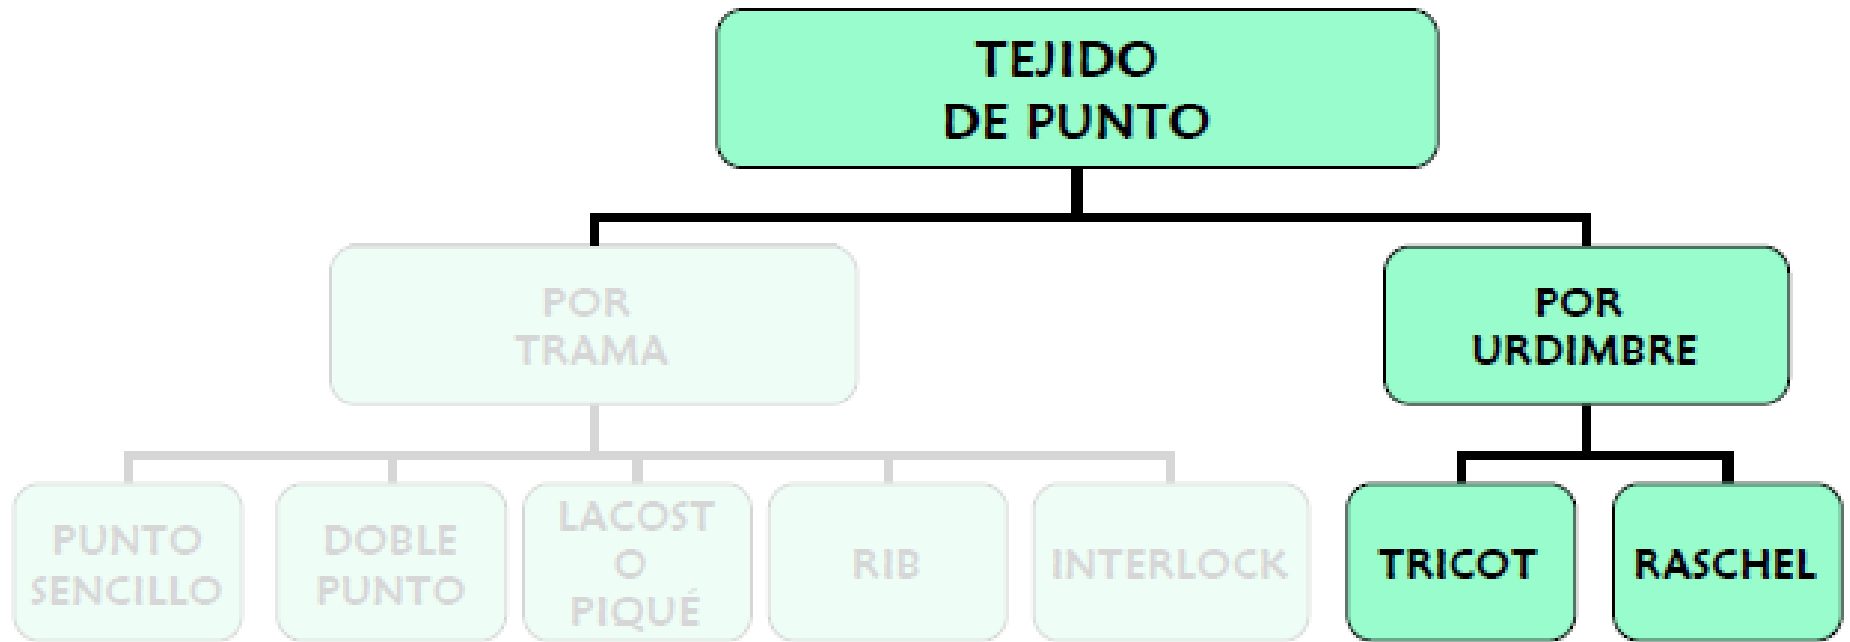 TEJIDO
DE PUNTO
POR
TRAMA
POR
URDIMBRE
PUNTO
SENCILLO
DOBLE
PUNTO
LACOST
O
PIQUÉ
RIB
INTERLOCK
TRICOT
RASCHEL